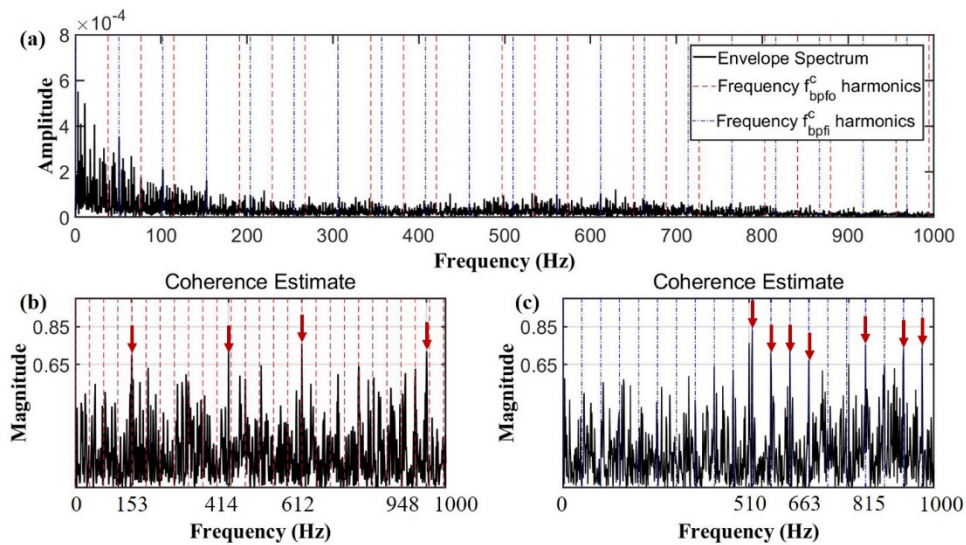 ×10⁻⁴
(a)
8
6
4
2
0
Amplitude
Envelope Spectrum
Frequency f^c_bpfo harmonics
Frequency f^c_bpfi harmonics
0 100 200 300 400 500 600 700 800 900 1000
Frequency (Hz)
(b)
Coherence Estimate
0.85
0.65
Magnitude
0 153 414 612 948 1000
Frequency (Hz)
(c)
Coherence Estimate
0.85
0.65
Magnitude
0 510 663 815 1000
Frequency (Hz)